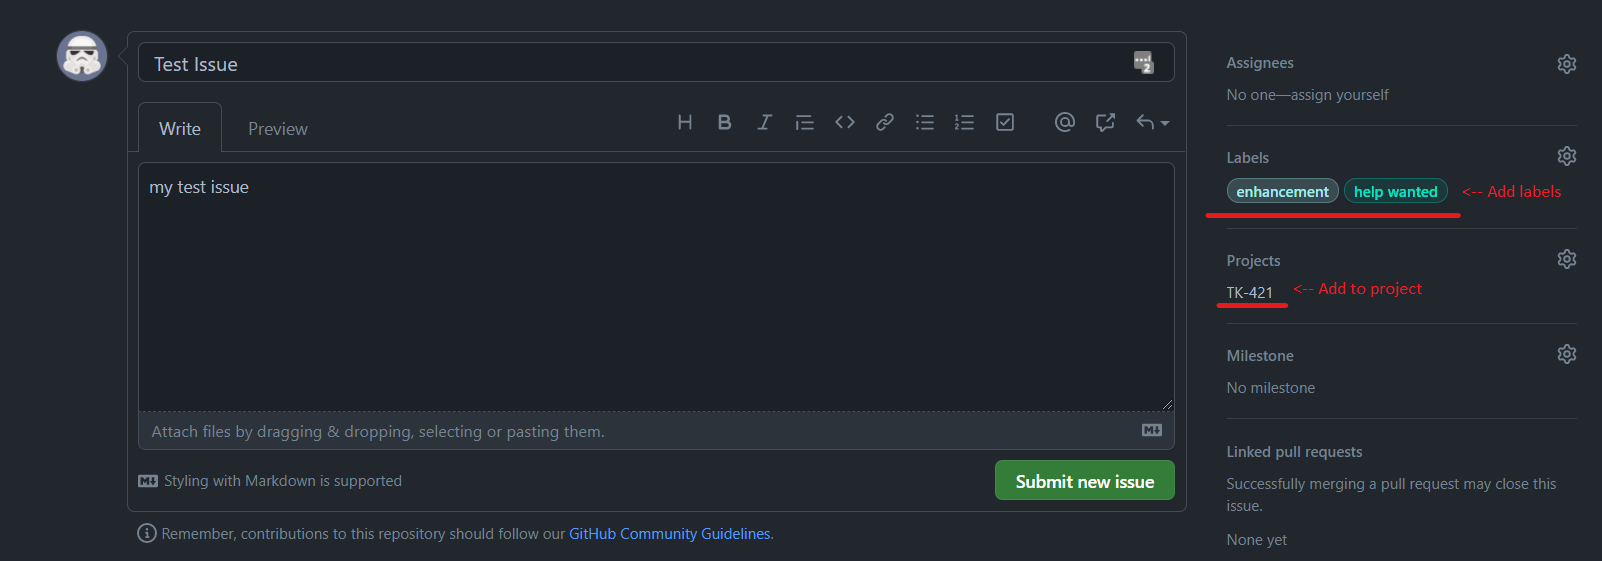 Test Issue
2
Write Preview
my test issue
Attach files by dragging & dropping, selecting or pasting them.
Styling with Markdown is supported
Submit new issue
Remember, contributions to this repository should follow our GitHub Community Guidelines.
Assignees
No one—assign yourself
Labels
enhancement help wanted <-- Add labels
Projects
TK-421 <-- Add to project
Milestone
No milestone
Linked pull requests
Successfully merging a pull request may close this
issue.
None yet